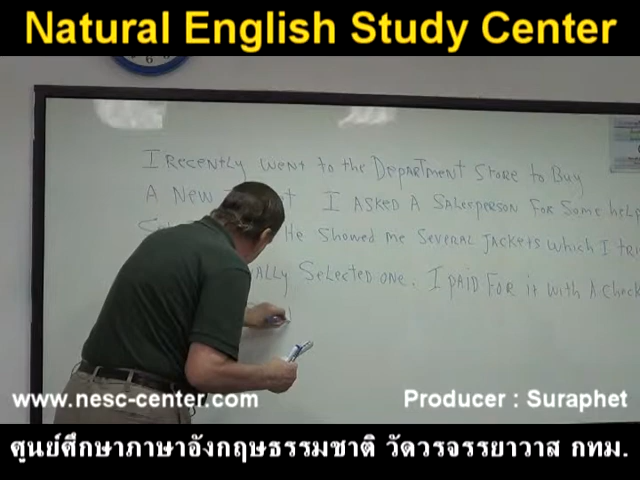 Natural English Study Center
6
I RECENTLY WENT to the DEPARTMENT STORE to BUY
A NEW I ASKED A SALESPERSON FOR SOME HELP
HE SHOWED ME SEVERAL JACKETS WHICH I TRI
ALLY SELECTED ONE. I PAID FOR IT WITH A CHECK
www.nesc-center.com
Producer : Suraphet
ศูนย์ศึกษาภาษาอังกฤษธรรมชาติ วัดวรจรรยาวาส กทม.